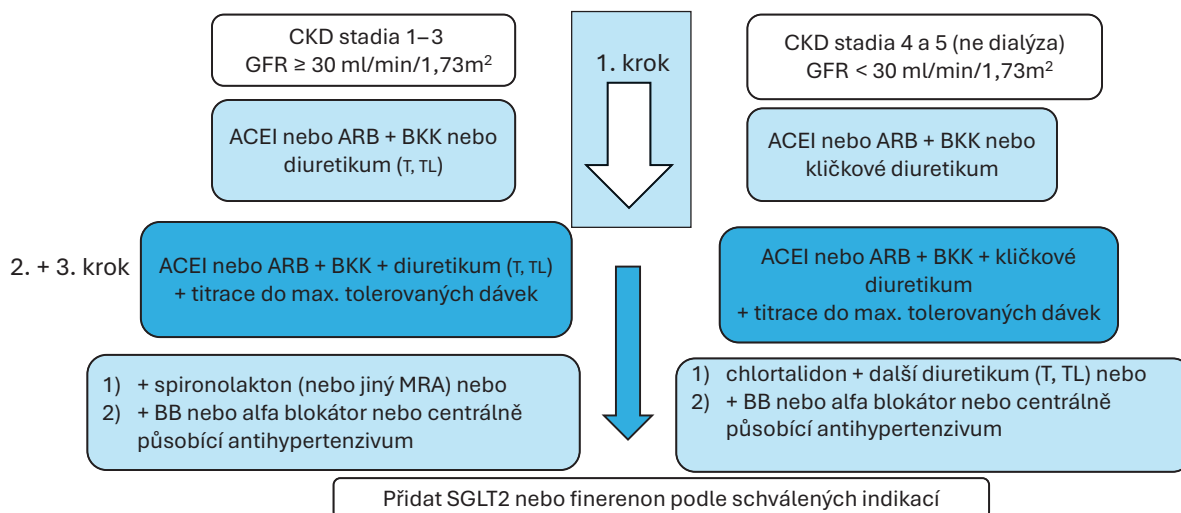 CKD stadia 1–3
GFR ≥ 30 ml/min/1,73m²
1. krok
CKD stadia 4 a 5 (ne dialýza)
GFR < 30 ml/min/1,73m²
ACEI nebo ARB + BKK nebo
diuretikum (T, TL)
ACEI nebo ARB + BKK nebo
kličkové diuretikum
2. + 3. krok
ACEI nebo ARB + BKK + diuretikum (T, TL)
+ titrace do max. tolerovaných dávek
ACEI nebo ARB + BKK + kličkové
diuretikum
+ titrace do max. tolerovaných dávek
1) + spironolakton (nebo jiný MRA) nebo
2) + BB nebo alfa blokátor nebo centrálně
působící antihypertenzivum
1) chlortalidon + další diuretikum (T, TL) nebo
2) + BB nebo alfa blokátor nebo centrálně
působící antihypertenzivum
Přidat SGLT2 nebo finerenon podle schválených indikací